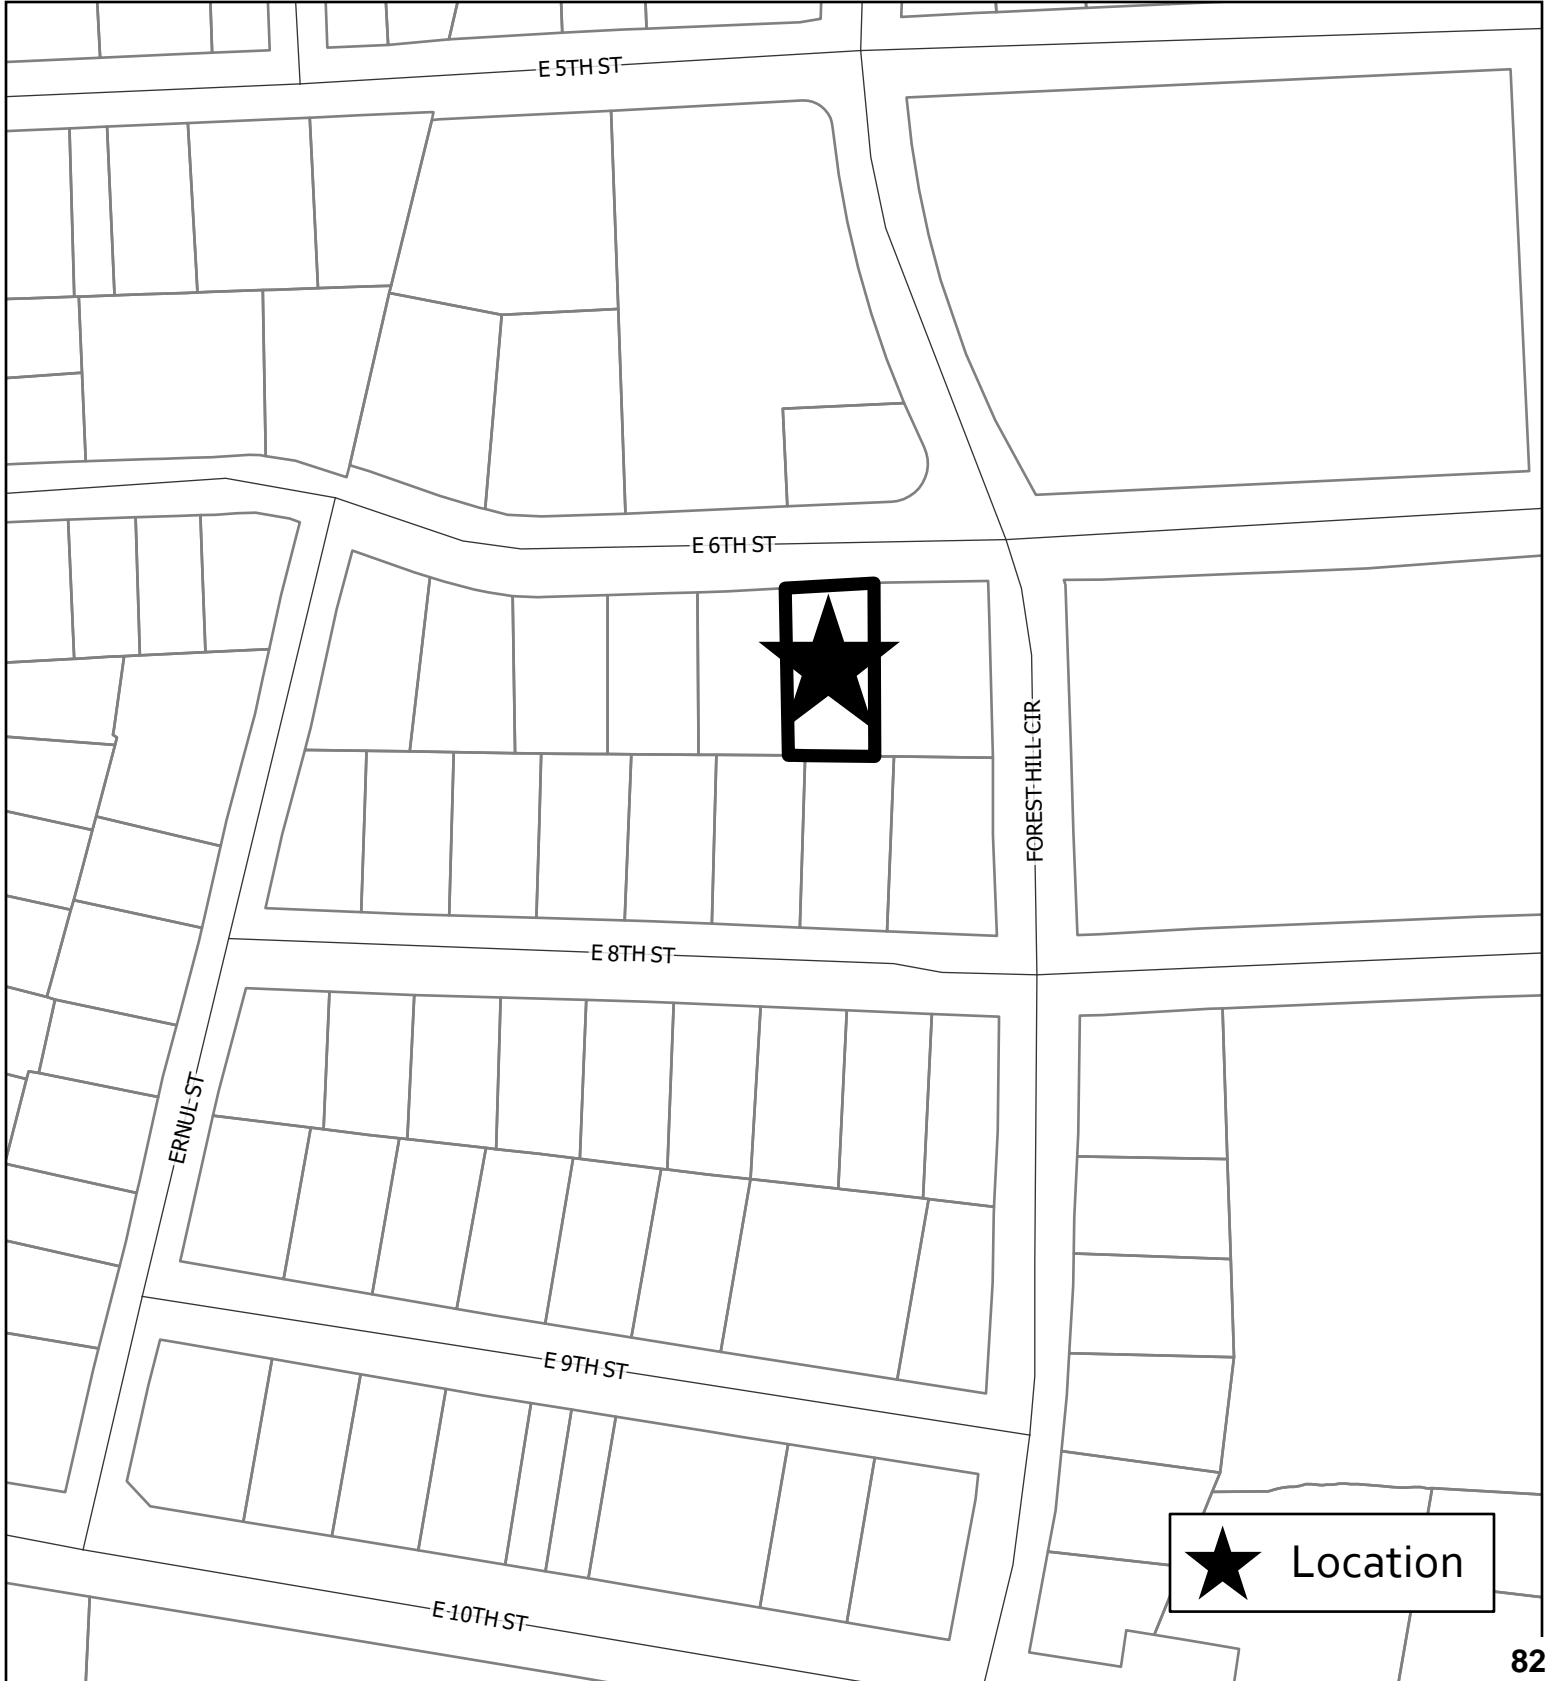 E 5TH ST
E 6TH ST
FOREST HILL CIR
E 8TH ST
ERNUL ST
E 9TH ST
E 10TH ST
Location
82